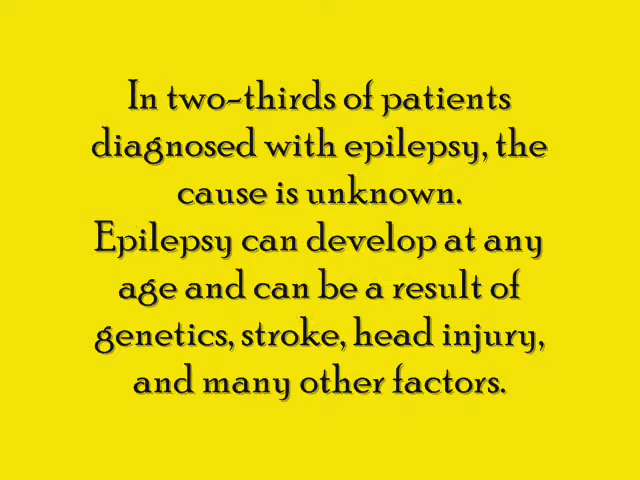 In two-thirds of patients
diagnosed with epilepsy, the
cause is unknown.
Epilepsy can develop at any
age and can be a result of
genetics, stroke, head injury,
and many other factors.